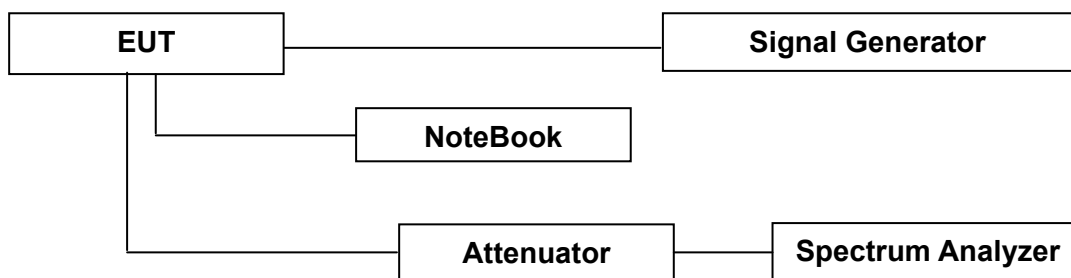 EUT
Signal Generator
NoteBook
Attenuator
Spectrum Analyzer